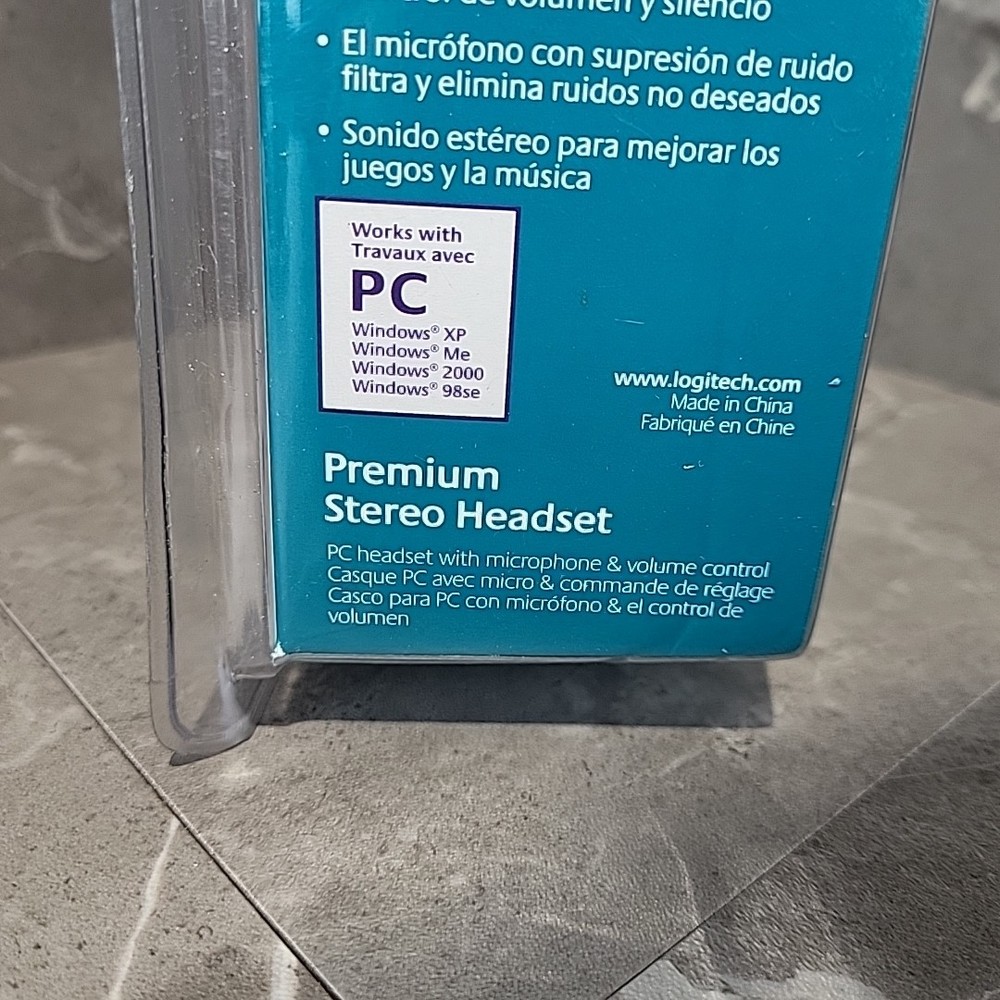 de volumen y silencio
• El micrófono con supresión de ruido
filtra y elimina ruidos no deseados
• Sonido estéreo para mejorar los
juegos y la música
Works with
Travaux avec
PC
Windows® XP
Windows® Me
Windows® 2000
Windows® 98se
www.logitech.com
Made in China
Fabriqué en Chine
Premium
Stereo Headset
PC headset with microphone & volume control
Casque PC avec micro & commande de réglage
Casco para PC con micrófono & el control de
volumen